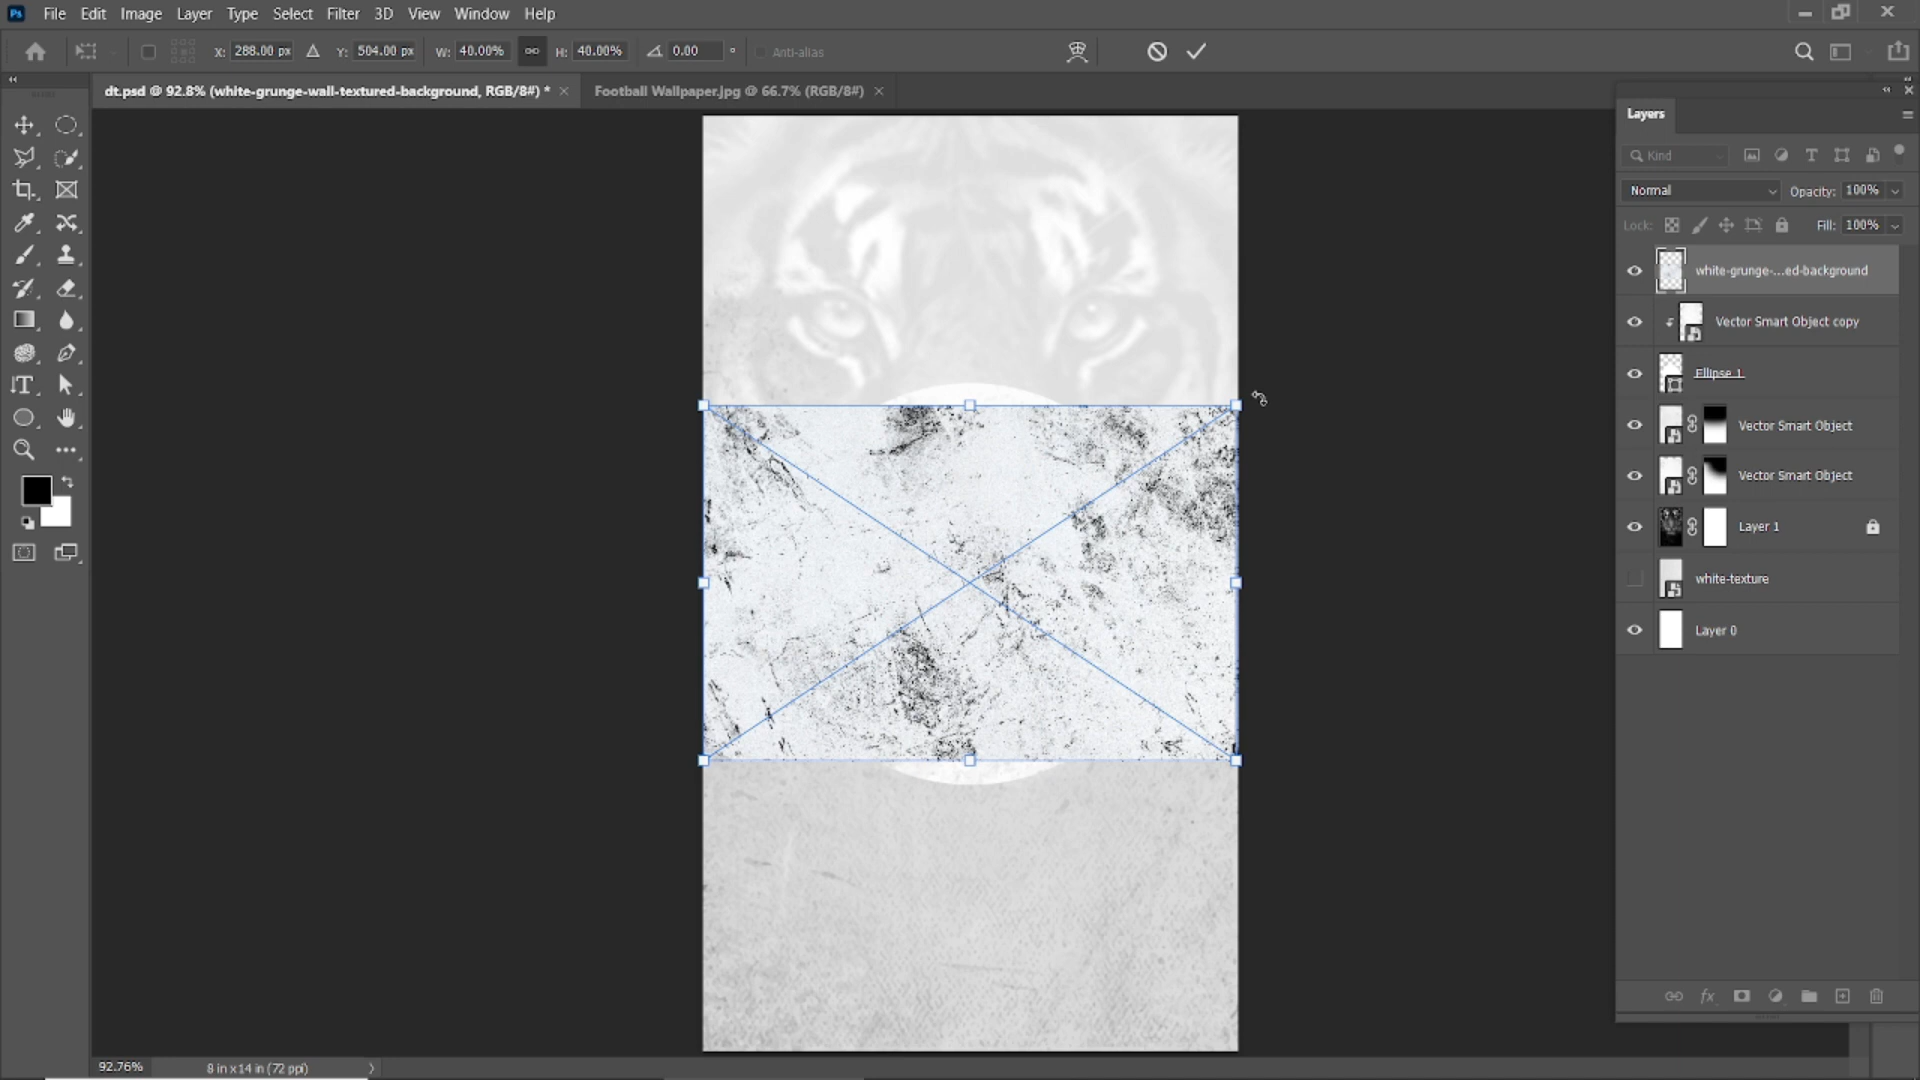 Ps File Edit Image Layer Type Select Filter 3D View Window Help
X: 288.00 px Y: 504.00 px W: 40.00% H: 40.00% 0.00 ° Anti-alias
dt.psd @ 92.8% (white-grunge-wall-textured-background, RGB/8#) * Football Wallpaper.jpg @ 66.7% (RGB/8#)
Layers
Kind
Normal Opacity: 100%
Lock: Fill: 100%
white-grunge-...ed-background
Vector Smart Object copy
Ellipse 1
Vector Smart Object
Vector Smart Object
Layer 1
white-texture
Layer 0
fx
92.76% 8 in x 14 in (72 ppi)